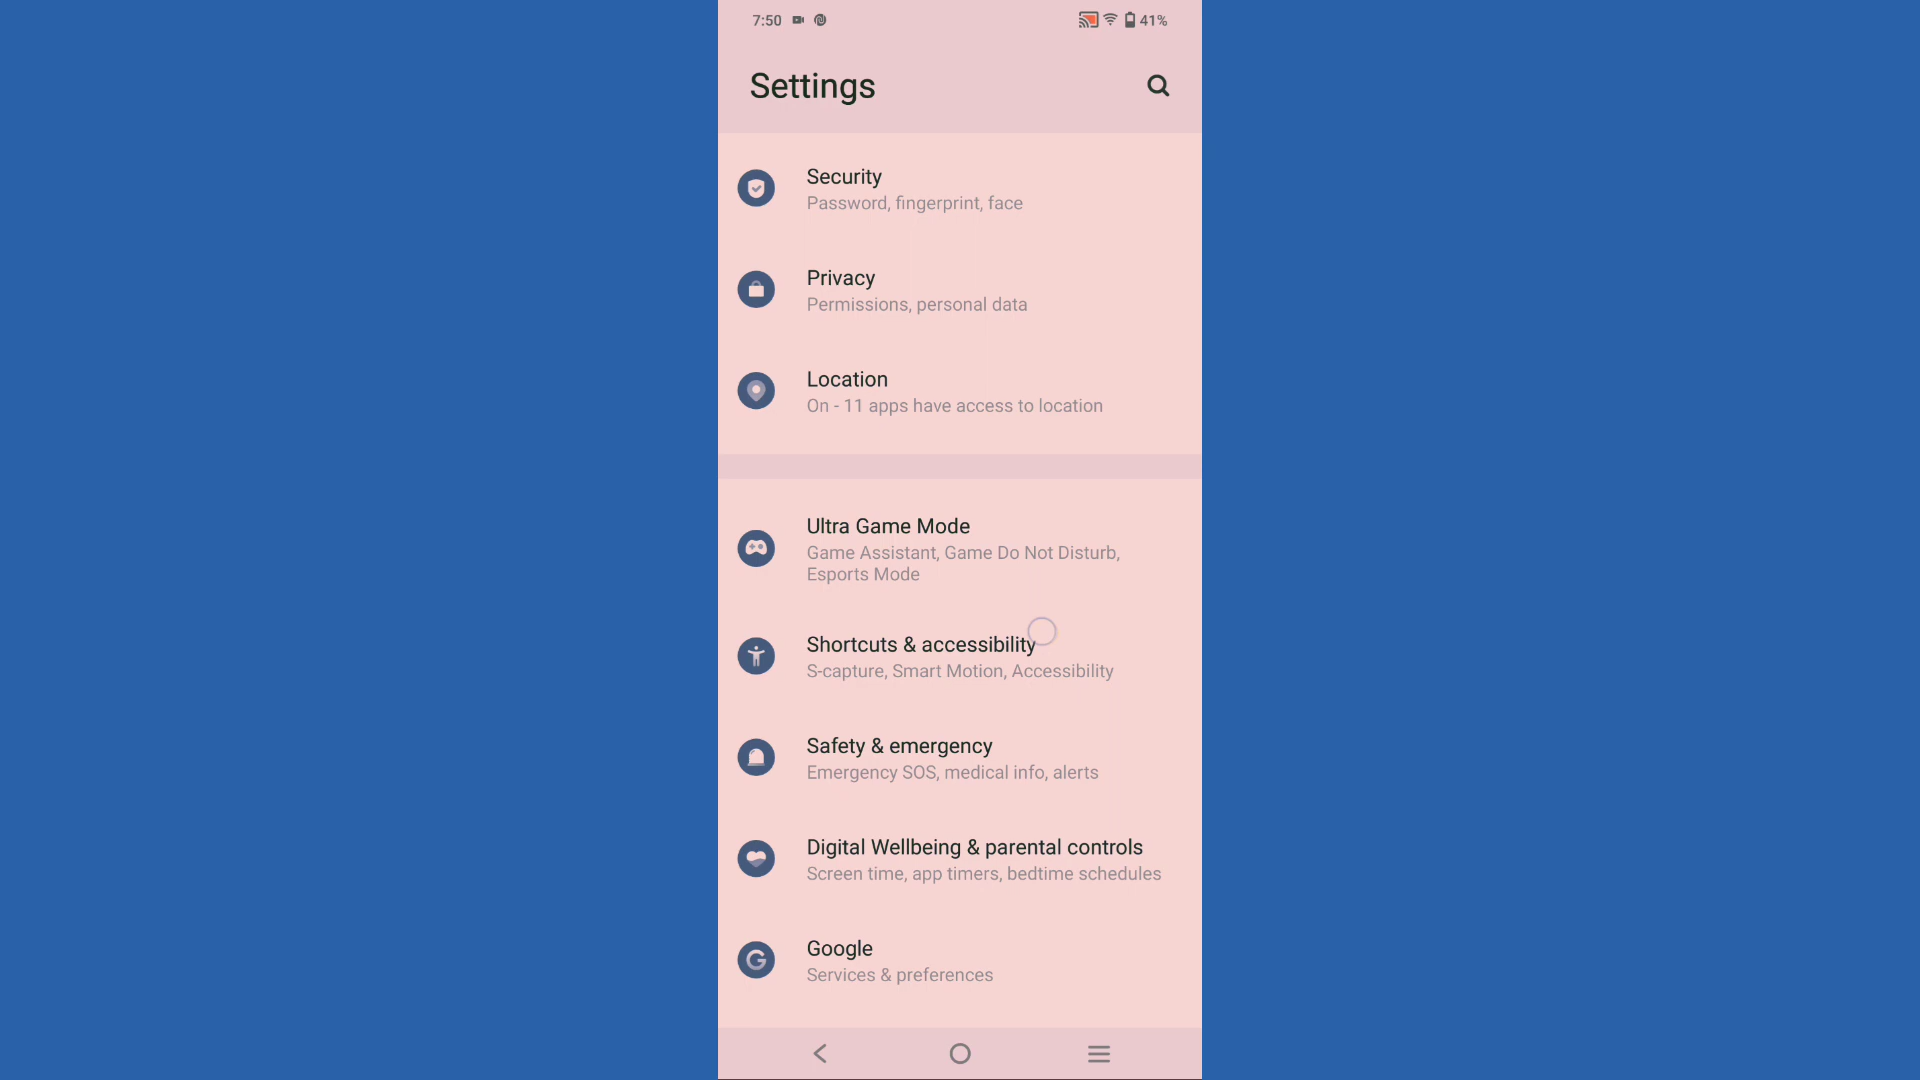 7:50
41%
Settings
Security
Password, fingerprint, face
Privacy
Permissions, personal data
Location
On - 11 apps have access to location
Ultra Game Mode
Game Assistant, Game Do Not Disturb,
Esports Mode
Shortcuts & accessibility
S-capture, Smart Motion, Accessibility
Safety & emergency
Emergency SOS, medical info, alerts
Digital Wellbeing & parental controls
Screen time, app timers, bedtime schedules
Google
Services & preferences